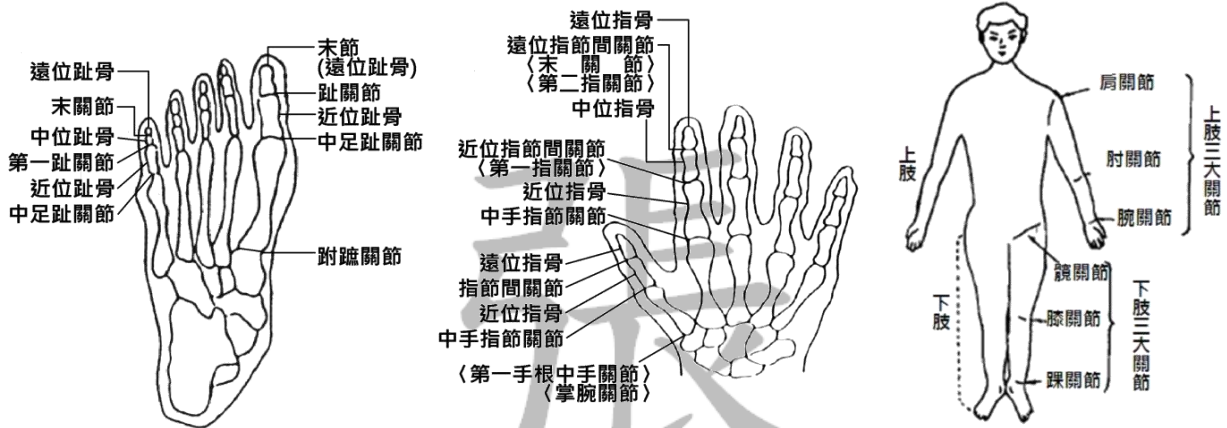 遠位趾骨
末關節
中位趾骨
第一趾關節
近位趾骨
中足趾關節
末節
(遠位趾骨)
趾關節
近位趾骨
中足趾關節
跗蹠關節
遠位指骨
遠位指節間關節
〈末關節〉
〈第二指關節〉
中位指骨
近位指節間關節
〈第一指關節〉
近位指骨
中手指節關節
遠位指骨
指節間關節
近位指骨
中手指節關節
〈第一手根中手關節〉
〈掌腕關節〉
張
上肢
下肢
肩關節
肘關節
腕關節
上肢三大關節
髖關節
膝關節
踝關節
下肢三大關節